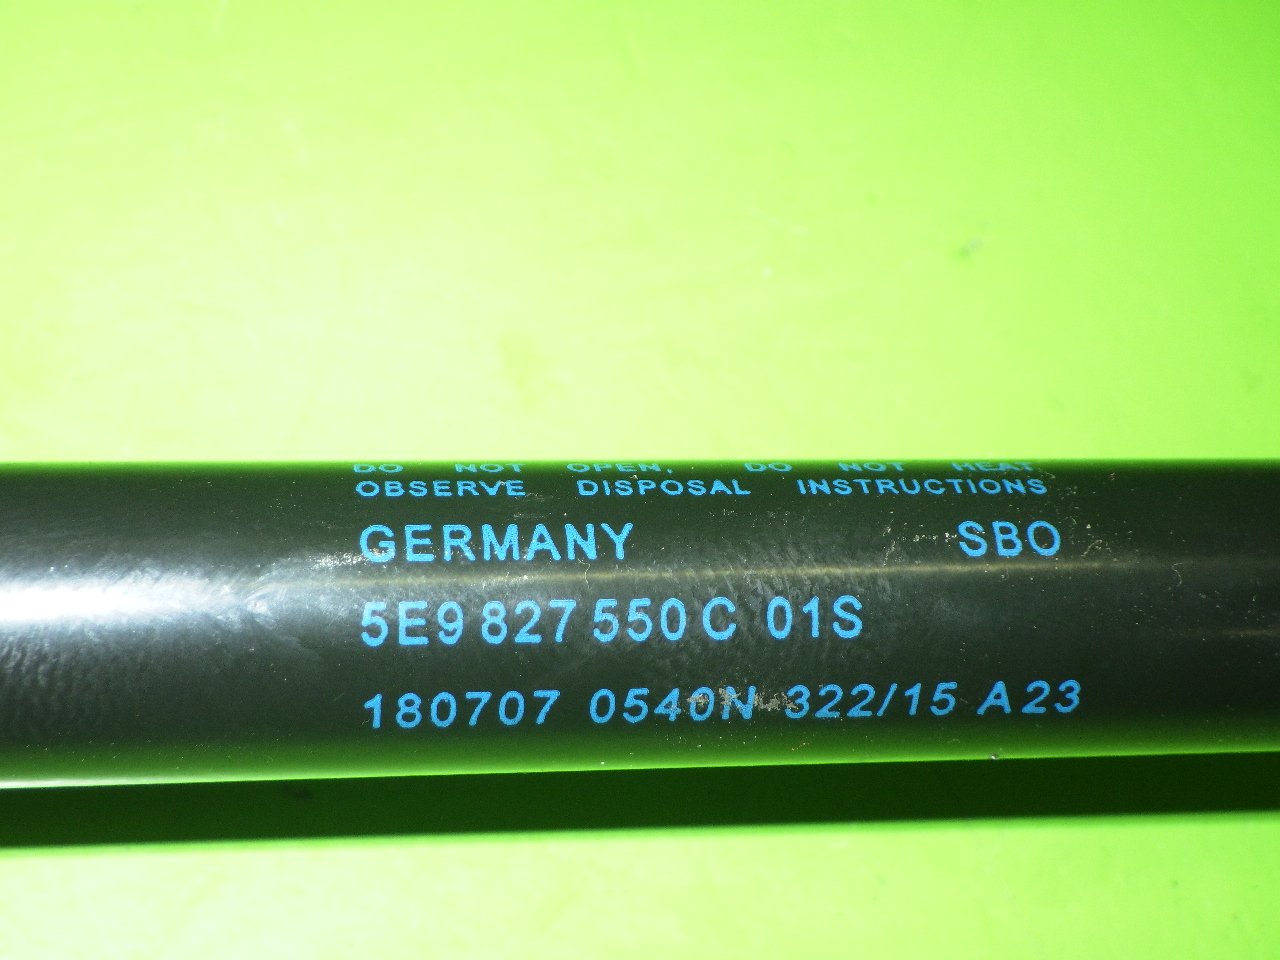 DO NOT OPEN, DO NOT HEAT
OBSERVE DISPOSAL INSTRUCTIONS
GERMANY SBO
5E9 827 550 C 01S
180707 0540N 322/15 A23